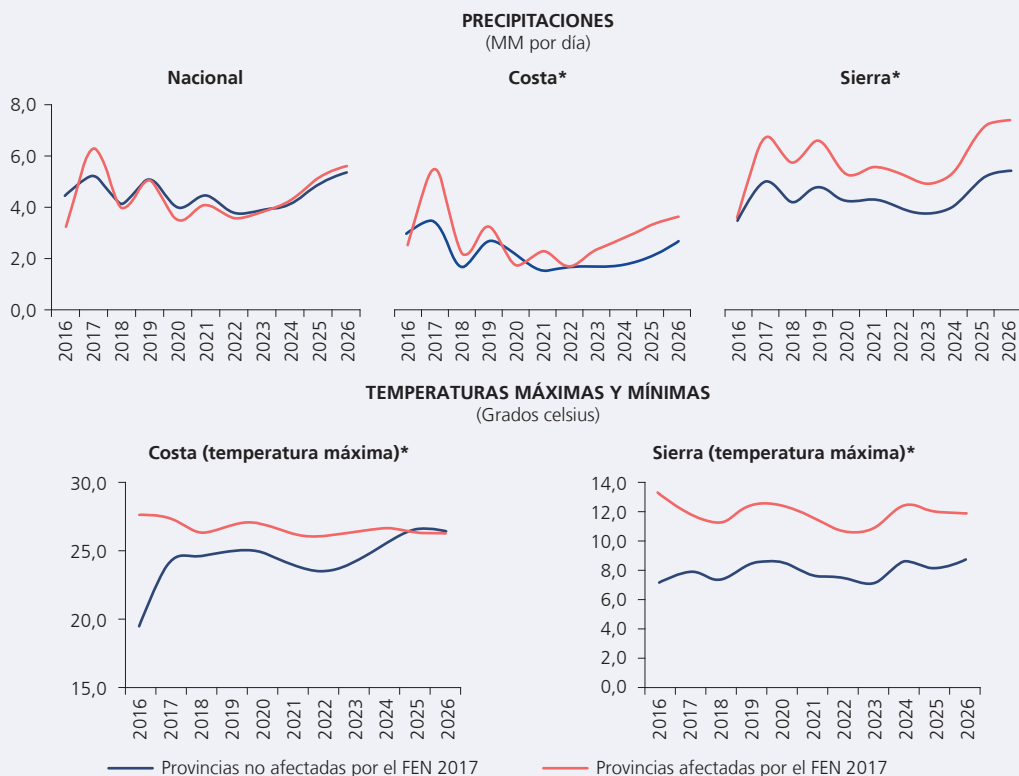 PRECIPITACIONES
(MM por día)
Nacional
Costa*
Sierra*
8,0
6,0
4,0
2,0
0,0
2016 2017 2018 2019 2020 2021 2022 2023 2024 2025 2026
2016 2017 2018 2019 2020 2021 2022 2023 2024 2025 2026
2016 2017 2018 2019 2020 2021 2022 2023 2024 2025 2026
TEMPERATURAS MÁXIMAS Y MÍNIMAS
(Grados celsius)
Costa (temperatura máxima)*
30,0
25,0
20,0
15,0
2016 2017 2018 2019 2020 2021 2022 2023 2024 2025 2026
Sierra (temperatura máxima)*
14,0
12,0
10,0
8,0
6,0
4,0
2,0
0,0
2016 2017 2018 2019 2020 2021 2022 2023 2024 2025 2026
Provincias no afectadas por el FEN 2017
Provincias afectadas por el FEN 2017